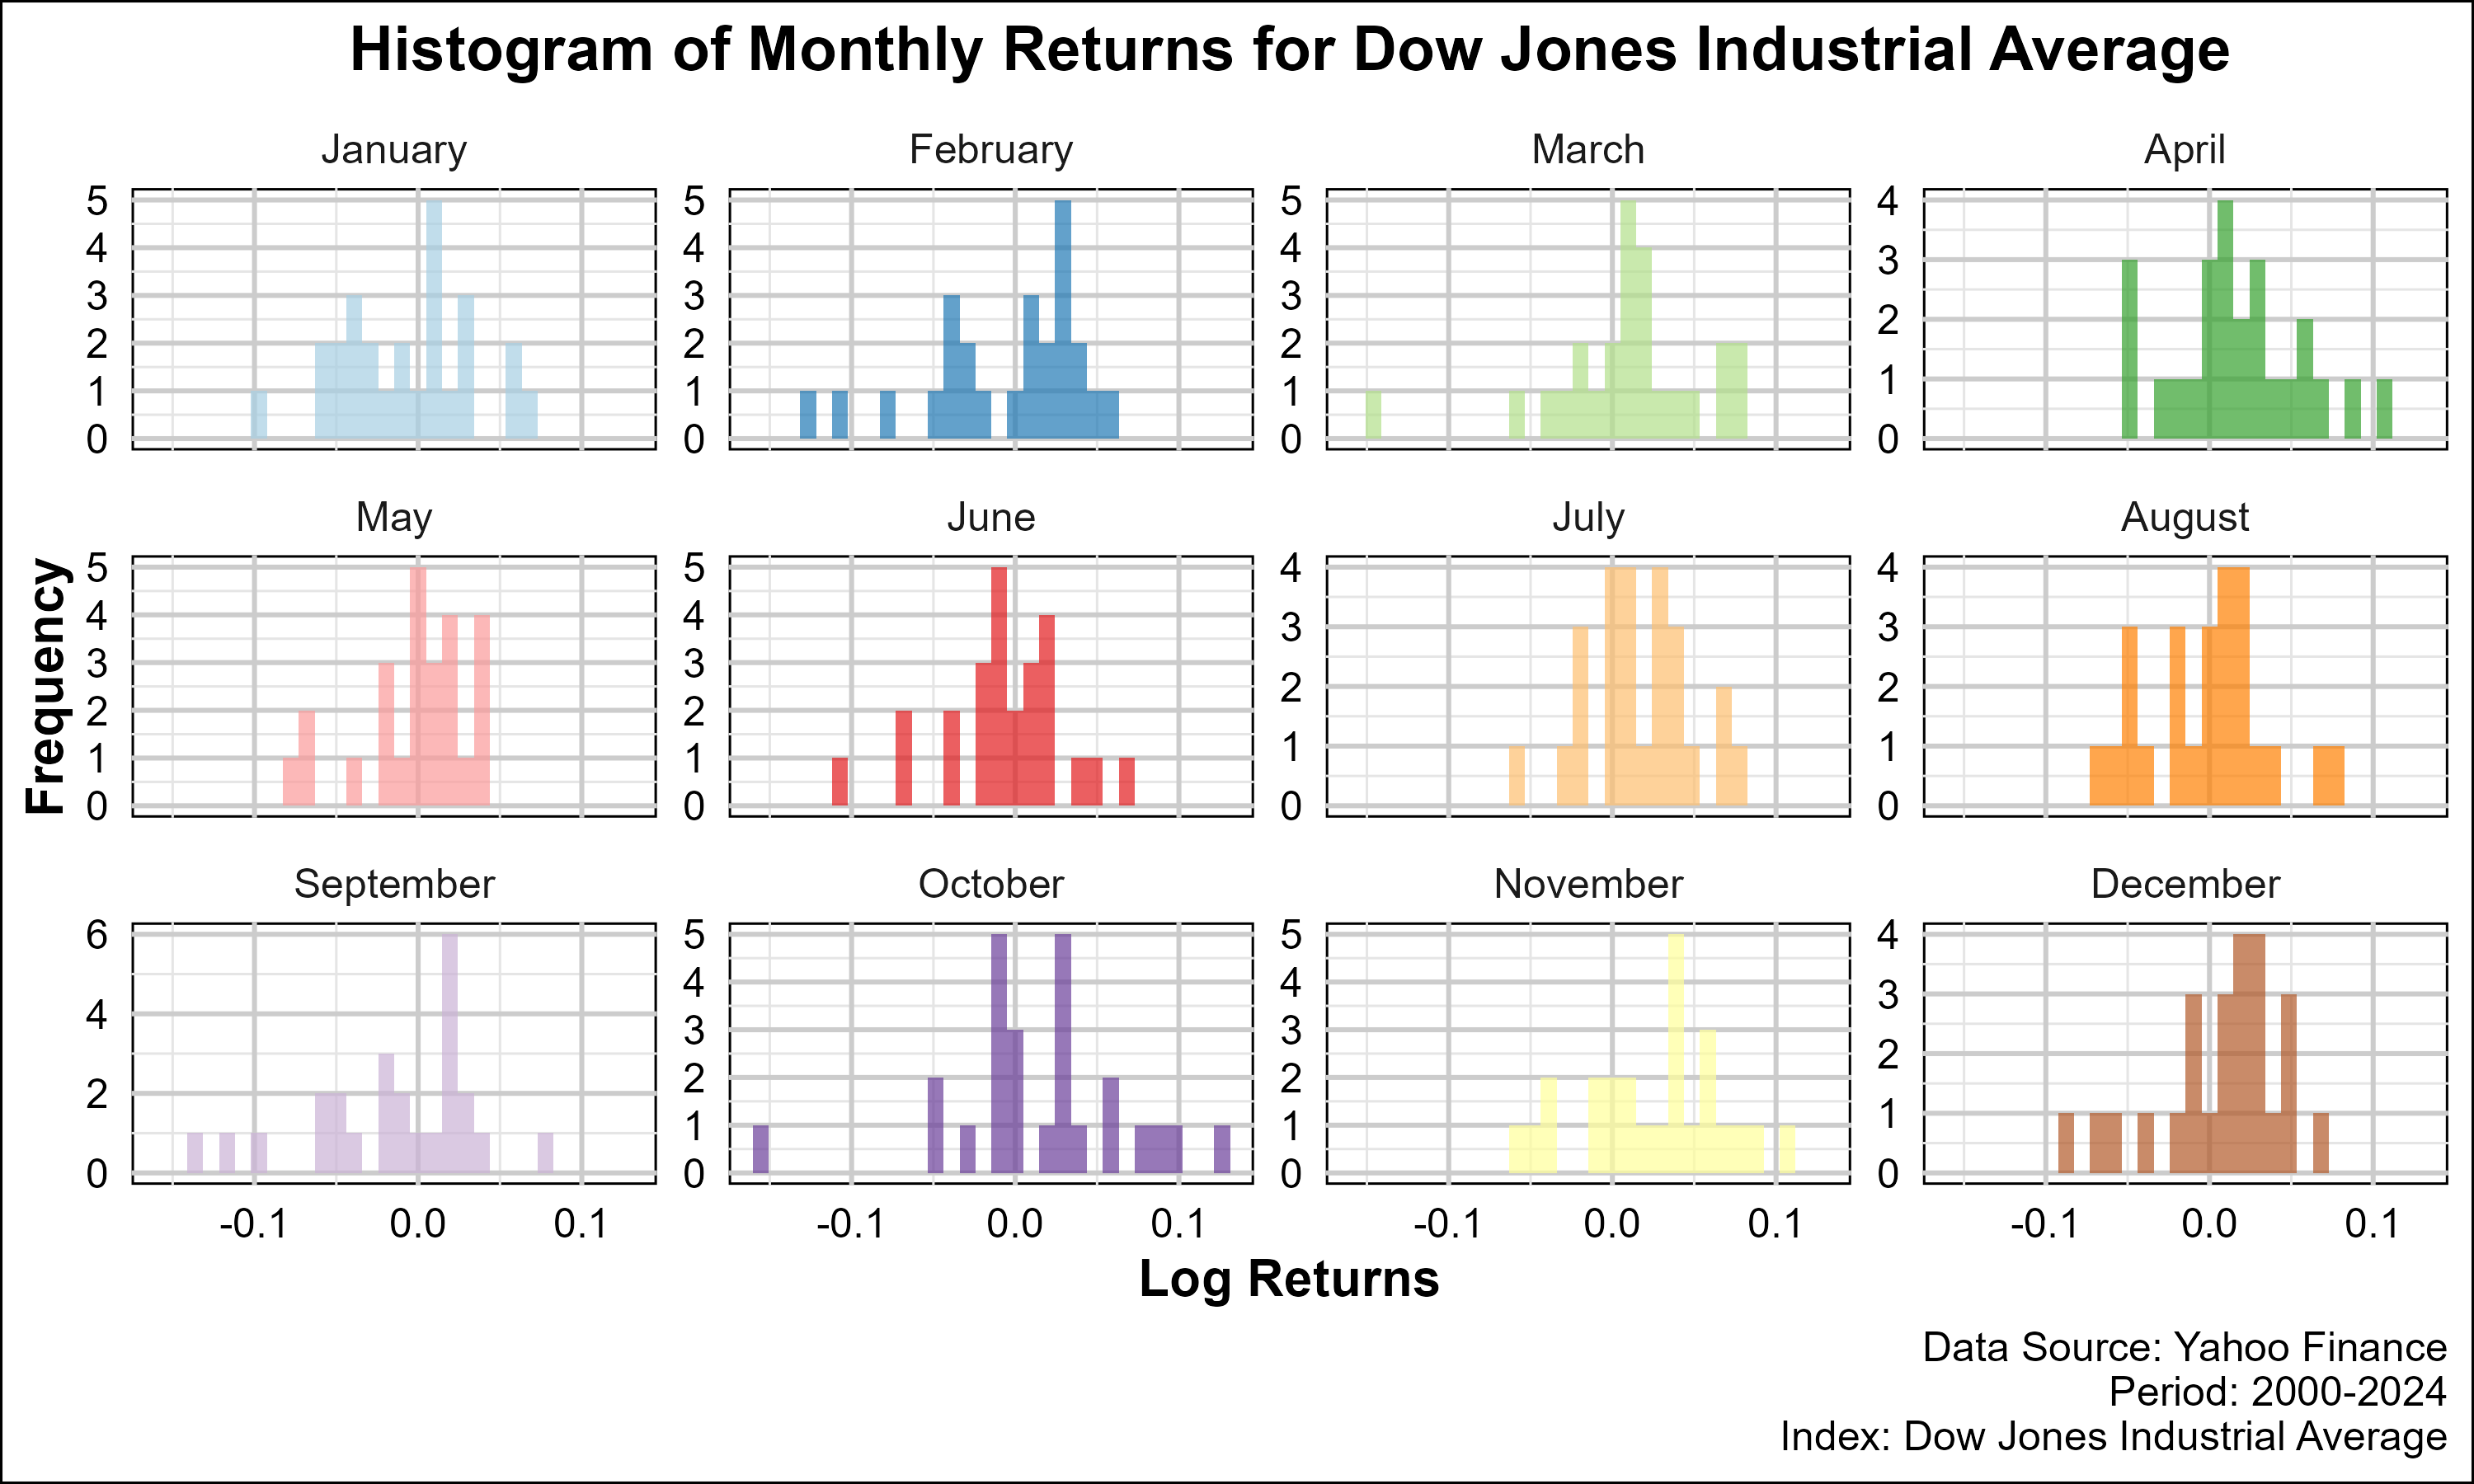 Histogram of Monthly Returns for Dow Jones Industrial Average
January February March April
5 5 5 4
4 4 4 3
3 3 3 2
2 2 2 1
1 1 1 0
0 0 0
May June July August
5 5 4 4
4 4 3 3
3 3 2 2
2 2 1 1
1 1 0 0
0 0
Frequency
September October November December
6 5 5 4
4 4 4 3
2 3 3 2
0 2 2 1
1 1 0
0 0
-0.1 0.0 0.1 -0.1 0.0 0.1 -0.1 0.0 0.1 -0.1 0.0 0.1
Log Returns
Data Source: Yahoo Finance
Period: 2000-2024
Index: Dow Jones Industrial Average